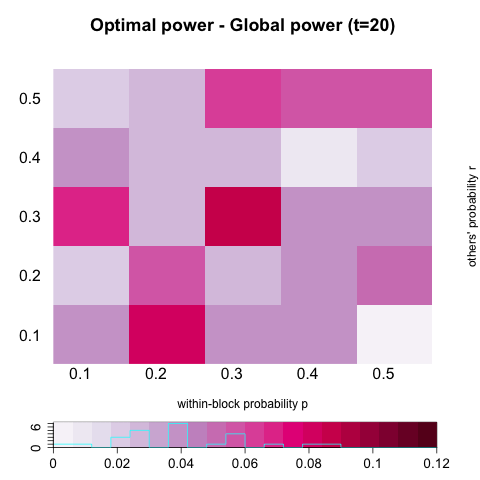 Optimal power - Global power (t=20)
0.5
0.4
0.3
0.2
0.1
others' probability r
0.1 0.2 0.3 0.4 0.5
within-block probability p
0 6
0 0.02 0.04 0.06 0.08 0.1 0.12